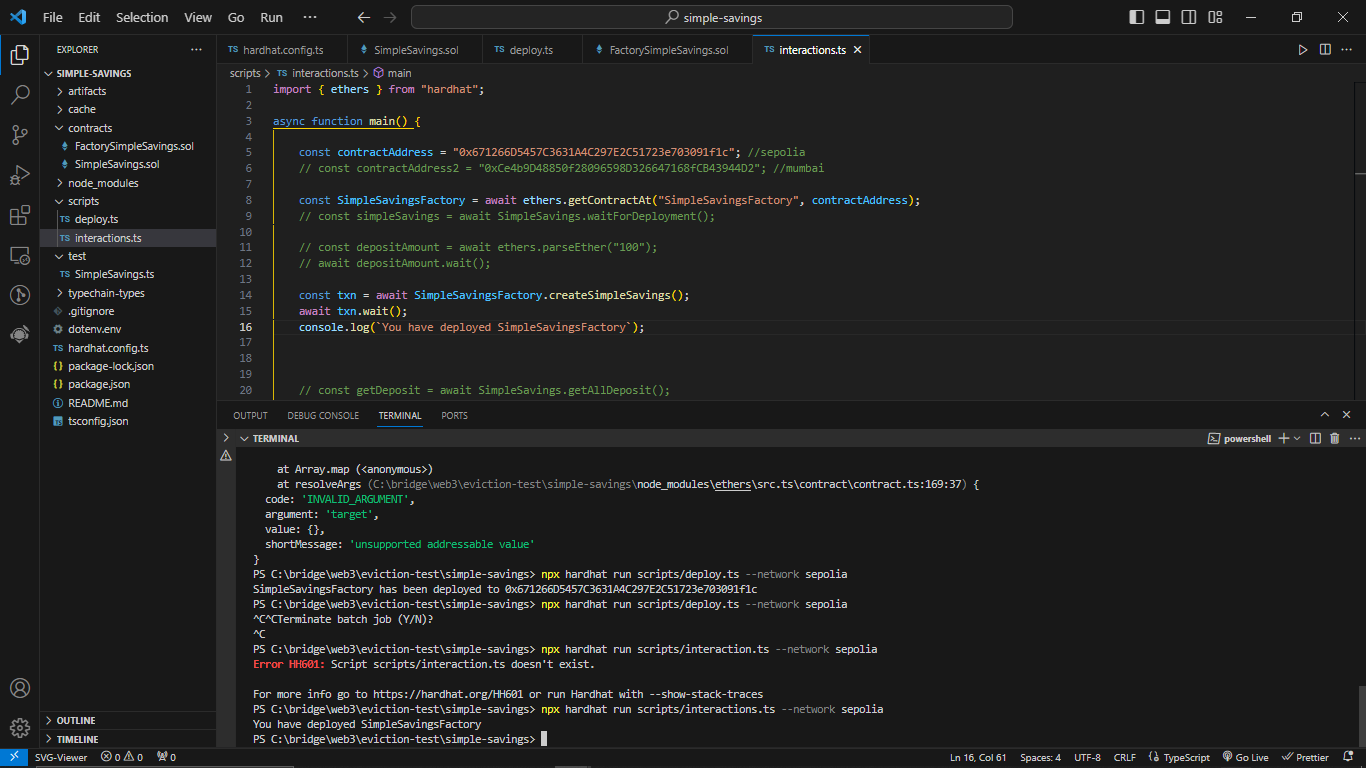 File Edit Selection View Go Run ··· simple-savings
EXPLORER ···
SIMPLE-SAVINGS
artifacts
cache
contracts
FactorySimpleSavings.sol
SimpleSavings.sol
node_modules
scripts
TS deploy.ts
TS interactions.ts
test
TS SimpleSavings.ts
typechain-types
.gitignore
dotenv.env
TS hardhat.config.ts
{} package-lock.json
{} package.json
README.md
tsconfig.json
OUTLINE
TIMELINE
TS hardhat.config.ts SimpleSavings.sol TS deploy.ts FactorySimpleSavings.sol TS interactions.ts
scripts > TS interactions.ts > main
1 import { ethers } from "hardhat";
2
3 async function main() {
4
5 const contractAddress = "0x671266D5457C3631A4C297E2C51723e703091f1c"; //sepolia
6 // const contractAddress2 = "0xCe4b9D48850f28096598D326647168fCB43944D2"; //mumbai
7
8 const SimpleSavingsFactory = await ethers.getContractAt("SimpleSavingsFactory", contractAddress);
9 // const simpleSavings = await SimpleSavings.waitForDeployment();
10
11 // const depositAmount = await ethers.parseEther("100");
12 // await depositAmount.wait();
13
14 const txn = await SimpleSavingsFactory.createSimpleSavings();
15 await txn.wait();
16 console.log(`You have deployed SimpleSavingsFactory`);
17
18
19
20 // const getDeposit = await SimpleSavings.getAllDeposit();
OUTPUT DEBUG CONSOLE TERMINAL PORTS
TERMINAL powershell
at Array.map (<anonymous>)
at resolveArgs (C:\bridge\web3\eviction-test\simple-savings\node_modules\ethers\src.ts\contract\contract.ts:169:37) {
code: 'INVALID_ARGUMENT',
argument: 'target',
value: {},
shortMessage: 'unsupported addressable value'
}
PS C:\bridge\web3\eviction-test\simple-savings> npx hardhat run scripts/deploy.ts --network sepolia
SimpleSavingsFactory has been deployed to 0x671266D5457C3631A4C297E2C51723e703091f1c
PS C:\bridge\web3\eviction-test\simple-savings> npx hardhat run scripts/deploy.ts --network sepolia
^C^CTerminate batch job (Y/N)?
^C
PS C:\bridge\web3\eviction-test\simple-savings> npx hardhat run scripts/interaction.ts --network sepolia
Error HH601: Script scripts/interaction.ts doesn't exist.
For more info go to https://hardhat.org/HH601 or run Hardhat with --show-stack-traces
PS C:\bridge\web3\eviction-test\simple-savings> npx hardhat run scripts/interactions.ts --network sepolia
You have deployed SimpleSavingsFactory
PS C:\bridge\web3\eviction-test\simple-savings>
SVG-Viewer 0 0 0 Ln 16, Col 61 Spaces: 4 UTF-8 CRLF {} TypeScript Go Live Prettier